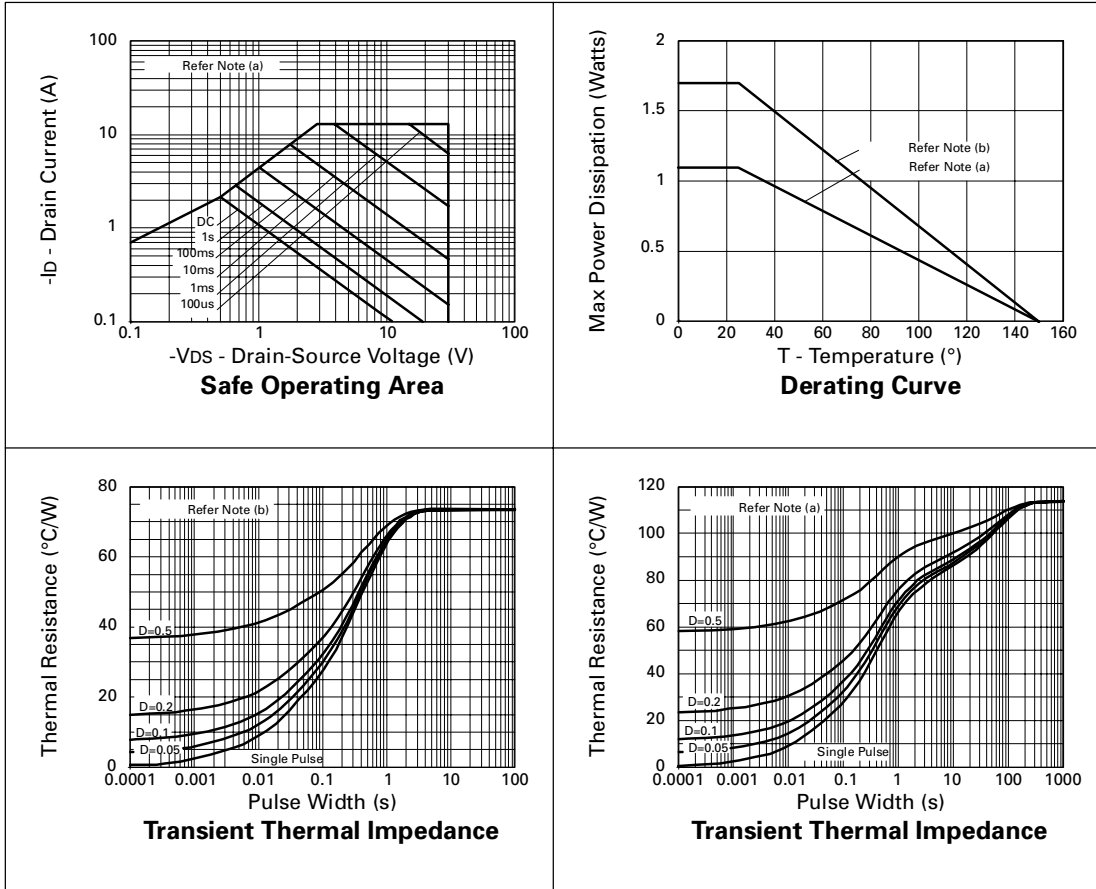 100
10
1
0.1
-ID - Drain Current (A)
Refer Note (a)
DC
1s
100ms
10ms
1ms
100us
0.1
1
10
100
-VDS - Drain-Source Voltage (V)
Safe Operating Area
2
1.5
1
0.5
0
Max Power Dissipation (Watts)
Refer Note (b)
Refer Note (a)
0
20
40
60
80
100
120
140
160
T - Temperature (°)
Derating Curve
80
60
40
20
0
Thermal Resistance (°C/W)
Refer Note (b)
D=0.5
D=0.2
D=0.1
D=0.05
Single Pulse
0.0001
0.001
0.01
0.1
1
10
100
Pulse Width (s)
Transient Thermal Impedance
120
100
80
60
40
20
0
Thermal Resistance (°C/W)
Refer Note (a)
D=0.5
D=0.2
D=0.1
D=0.05
Single Pulse
0.0001
0.001
0.01
0.1
1
10
100
1000
Pulse Width (s)
Transient Thermal Impedance